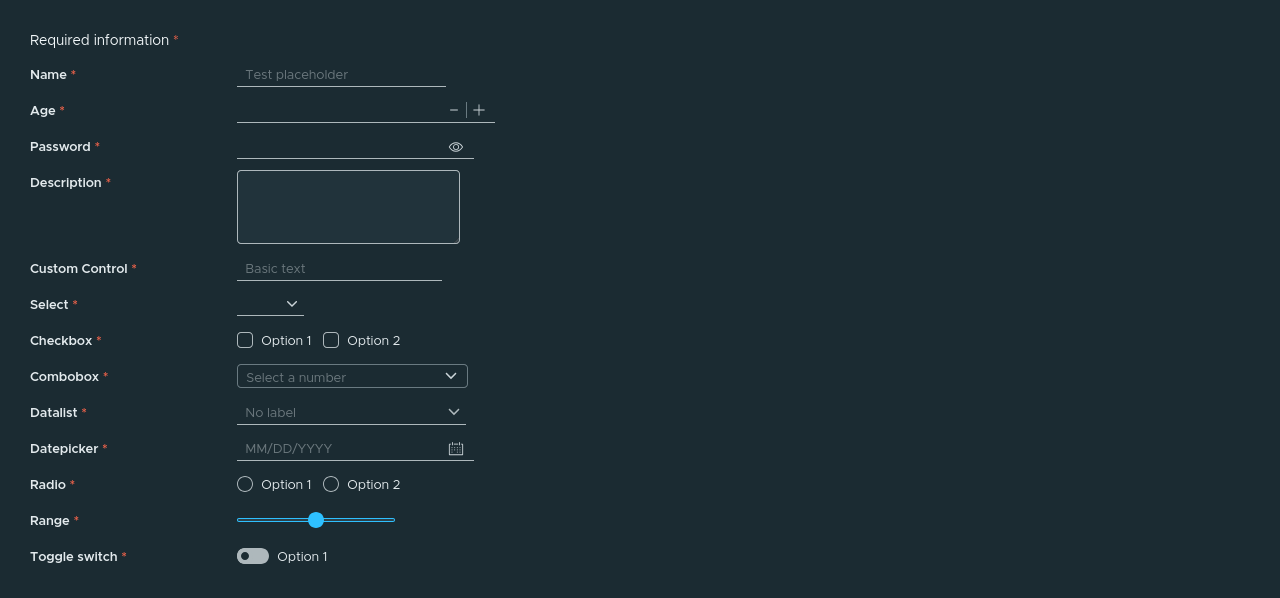 Required information *
Name * Test placeholder
Age *
Password *
Description *
Custom Control * Basic text
Select *
Checkbox * Option 1 Option 2
Combobox * Select a number
Datalist * No label
Datepicker * MM/DD/YYYY
Radio * Option 1 Option 2
Range *
Toggle switch * Option 1